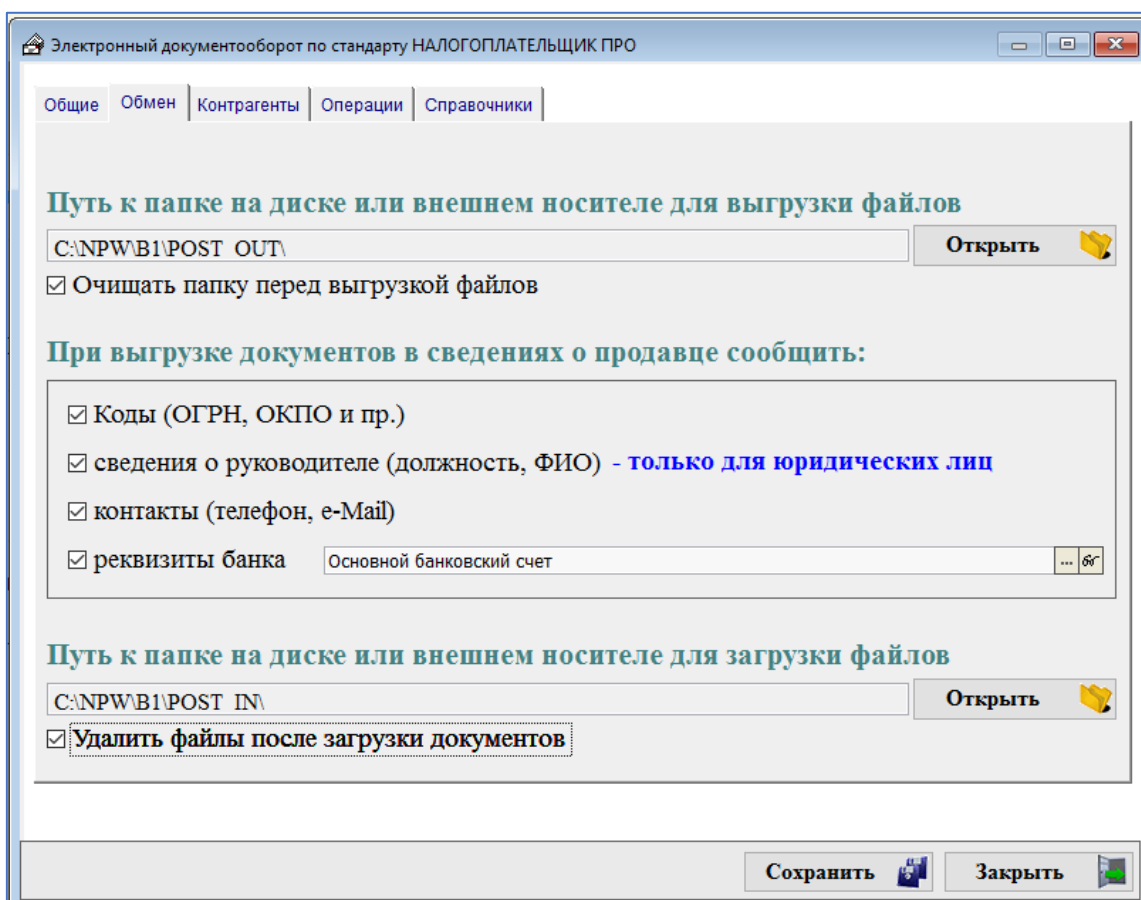 Электронный документооборот по стандарту НАЛОГОПЛАТЕЛЬЩИК ПРО
Общие Обмен Контрагенты Операции Справочники
Путь к папке на диске или внешнем носителе для выгрузки файлов
C:\NPW\B1\POST_OUT\ Открыть
Очищать папку перед выгрузкой файлов
При выгрузке документов в сведениях о продавце сообщить:
Коды (ОГРН, ОКПО и пр.)
сведения о руководителе (должность, ФИО) - только для юридических лиц
контакты (телефон, e-Mail)
реквизиты банка Основной банковский счет ...
Путь к папке на диске или внешнем носителе для загрузки файлов
C:\NPW\B1\POST_IN\ Открыть
Удалить файлы после загрузки документов
Сохранить Закрыть